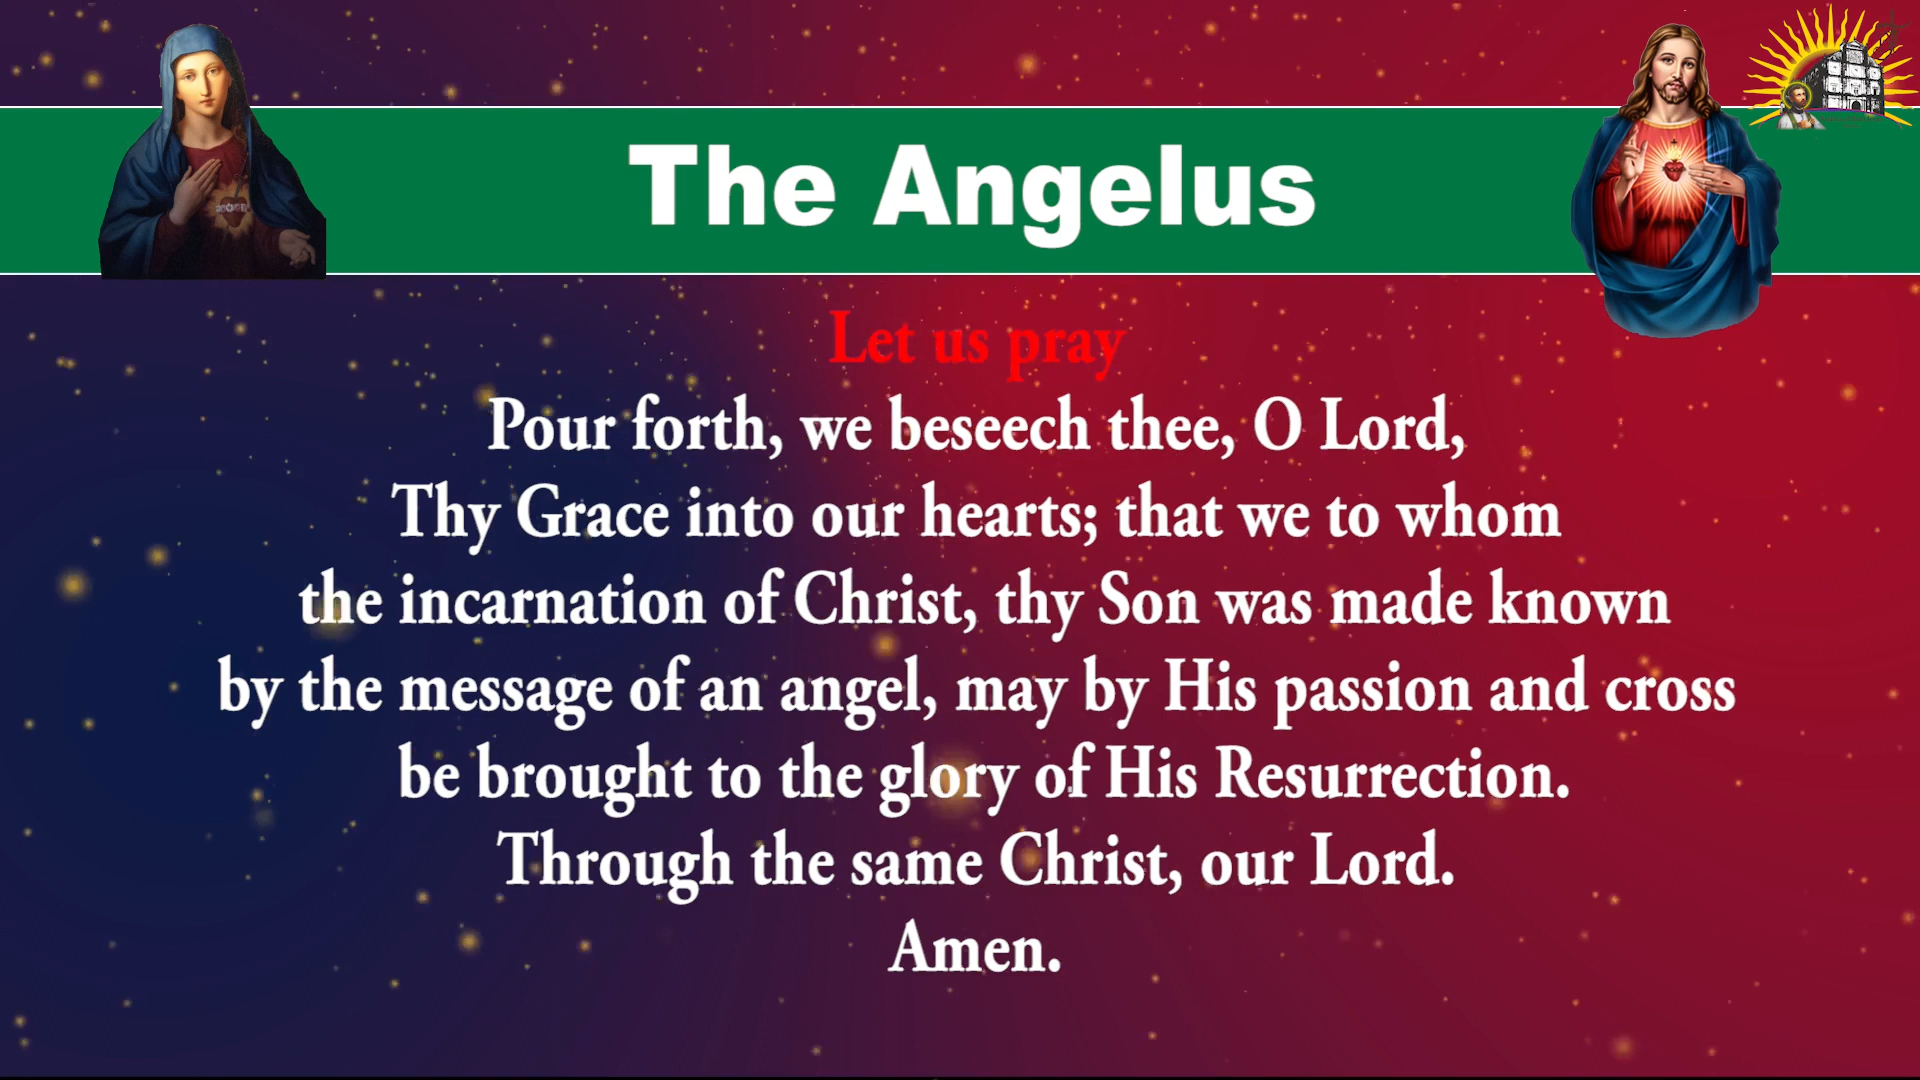 The Angelus
Let us pray
Pour forth, we beseech thee, O Lord,
Thy Grace into our hearts; that we to whom
the incarnation of Christ, thy Son was made known
by the message of an angel, may by His passion and cross
be brought to the glory of His Resurrection.
Through the same Christ, our Lord.
Amen.